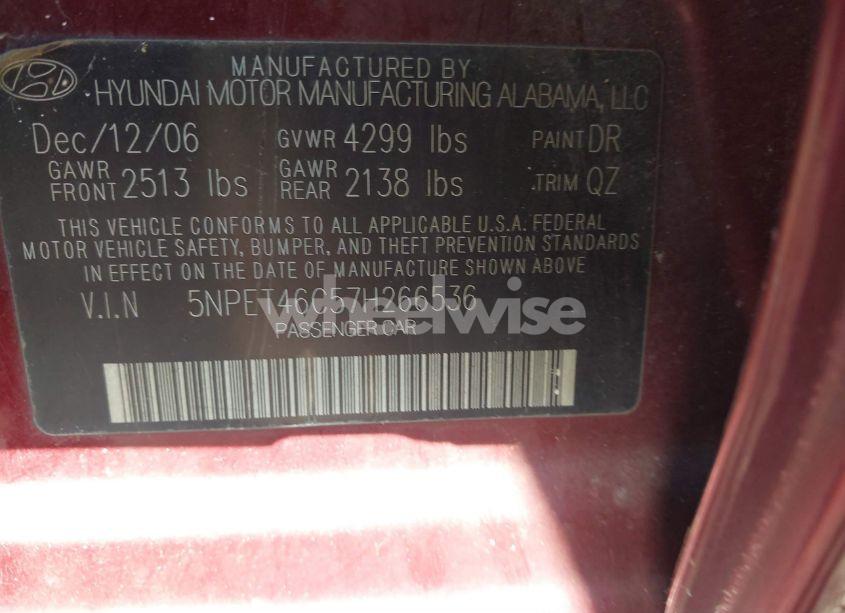 MANUFACTURED BY
HYUNDAI MOTOR MANUFACTURING ALABAMA, LLC
Dec/12/06 GVWR 4299 lbs PAINT DR
GAWR FRONT 2513 lbs GAWR REAR 2138 lbs TRIM QZ
THIS VEHICLE CONFORMS TO ALL APPLICABLE U.S.A. FEDERAL
MOTOR VEHICLE SAFETY, BUMPER, AND THEFT PREVENTION STANDARDS
IN EFFECT ON THE DATE OF MANUFACTURE SHOWN ABOVE
V.I.N 5NPET46C57H266536
wheelwise
PASSENGER CAR